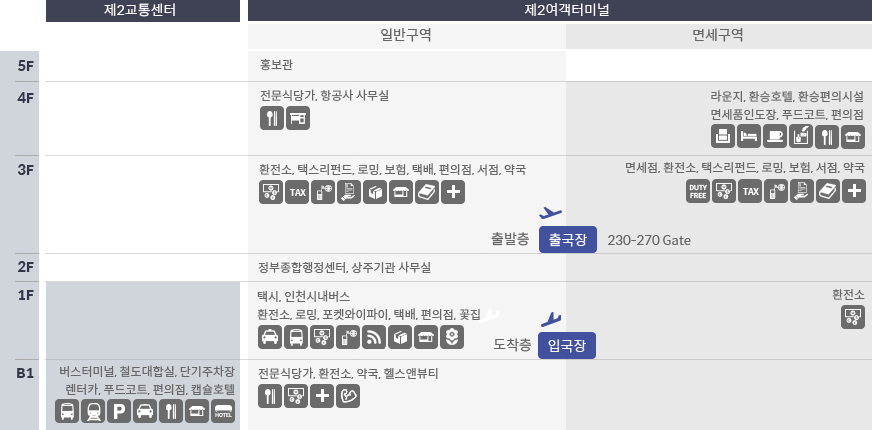 제2교통센터
제2여객터미널
일반구역
면세구역
5F
홍보관
4F
전문식당가, 항공사 사무실
라운지, 환승호텔, 환승편의시설
면세품인도장, 푸드코트, 편의점
3F
환전소, 택스리펀드, 로밍, 보험, 택배, 편의점, 서점, 약국
TAX
면세점, 환전소, 택스리펀드, 로밍, 보험, 서점, 약국
DUTY
FREE
TAX
출발층
출국장
230-270 Gate
2F
정부종합행정센터, 상주기관 사무실
1F
택시, 인천시내버스
환전소, 로밍, 포켓와이파이, 택배, 편의점, 꽃집
환전소
도착층
입국장
B1
버스터미널, 철도대합실, 단기주차장
렌터카, 푸드코트, 편의점, 캡슐호텔
P
HOTEL
전문식당가, 환전소, 약국, 헬스앤뷰티